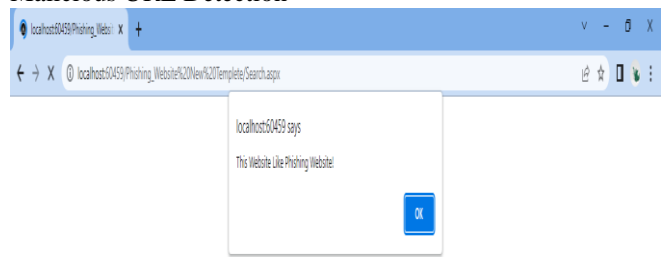 Malicious URL Detection
localhost:60459/Phishing_Websi
localhost:60459/Phishing_Website%20New%20Templete/Search.aspx
localhost:60459 says
This Website Like Phishing Website!
OK